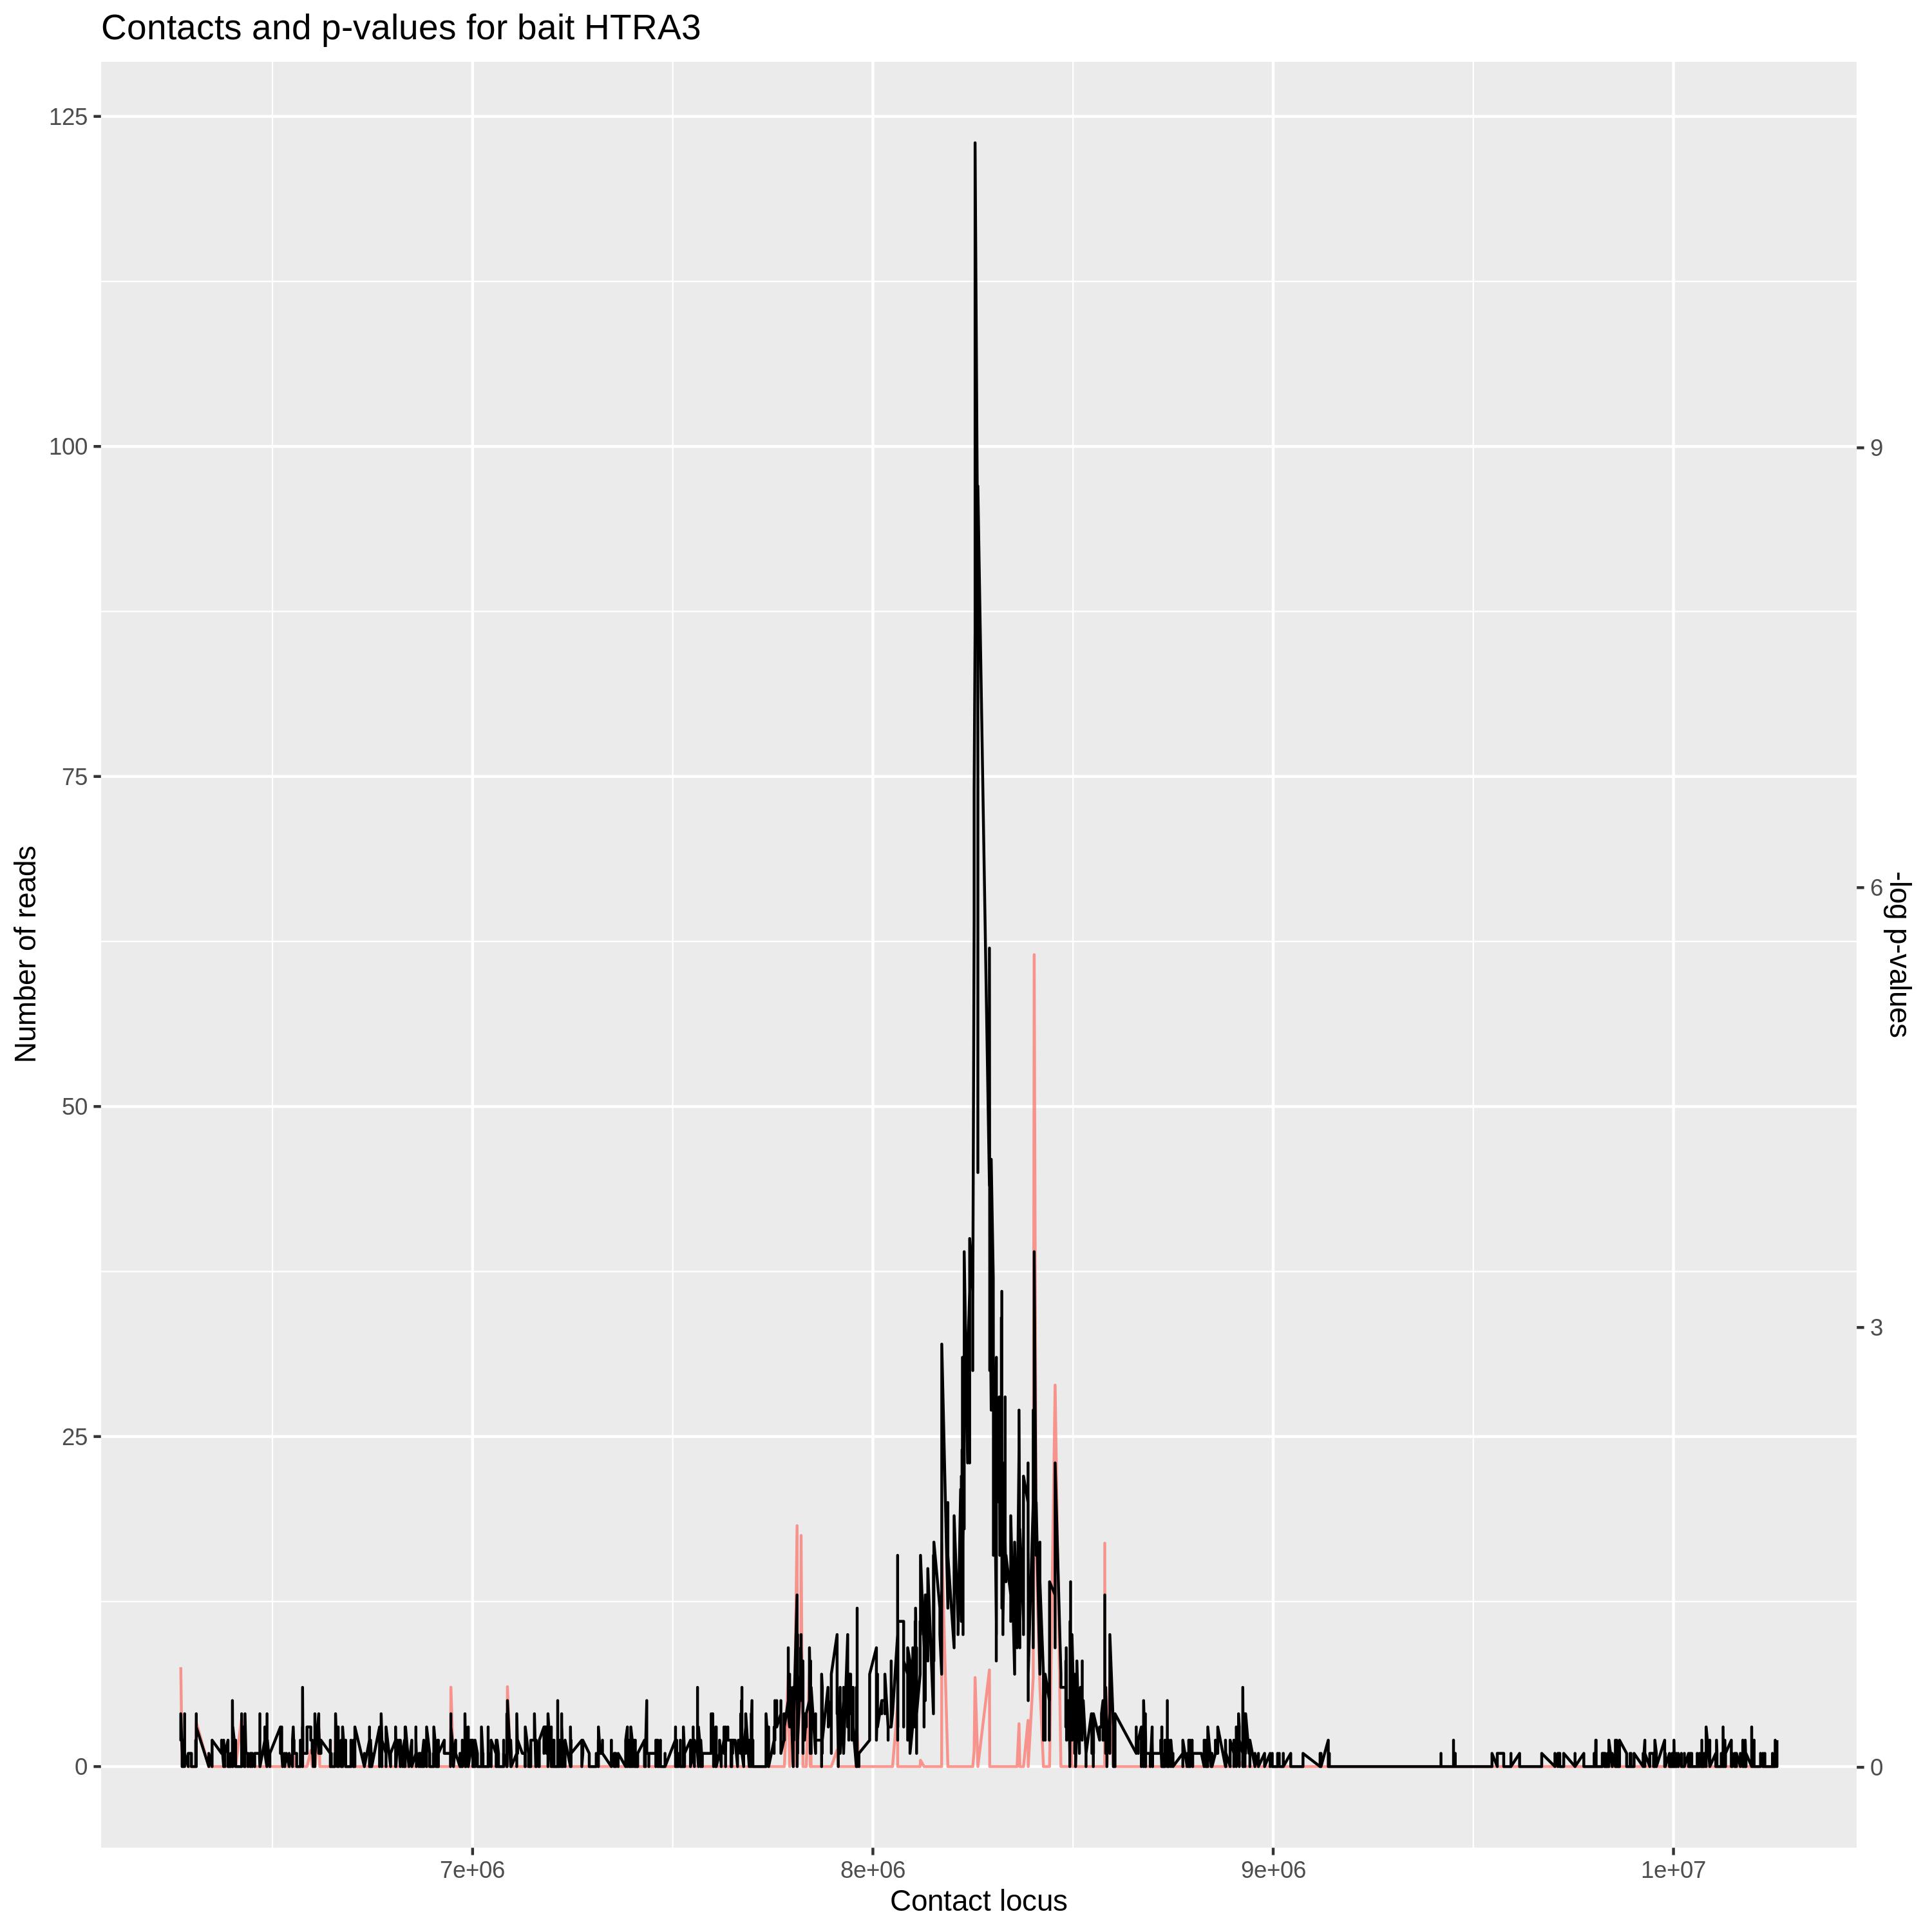 Contacts and p-values for bait HTRA3
125
100
75
50
25
0
Number of reads
9
6
3
0
-log p-values
7e+06
8e+06
9e+06
1e+07
Contact locus